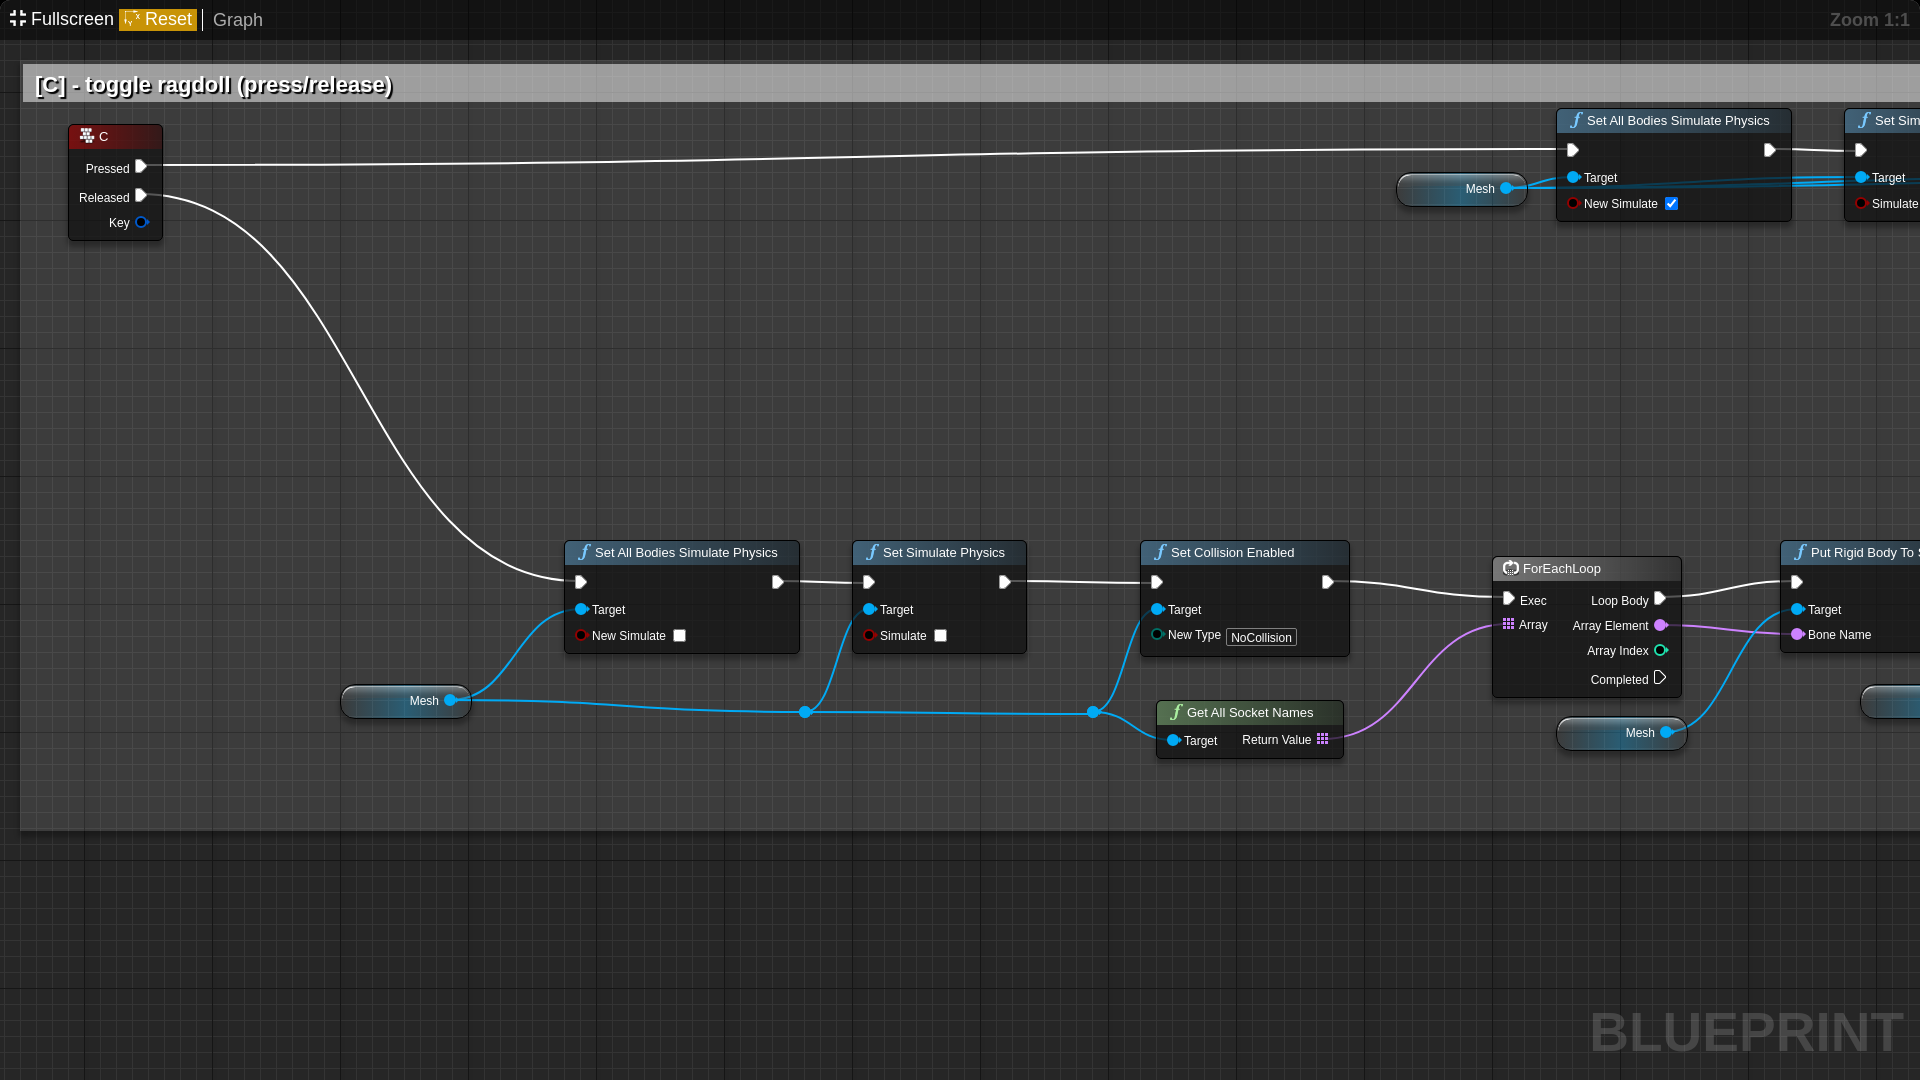 Fullscreen Reset Graph Zoom 1:1
[C] - toggle ragdoll (press/release)
C
Pressed
Released
Key
Set All Bodies Simulate Physics
Target
New Simulate
Mesh
Set Sim
Target
Simulate
Set All Bodies Simulate Physics
Target
New Simulate
Mesh
Set Simulate Physics
Target
Simulate
Set Collision Enabled
Target
New Type NoCollision
Get All Socket Names
Target Return Value
ForEachLoop
Exec Loop Body
Array Array Element
Array Index
Completed
Mesh
Put Rigid Body To S
Target
Bone Name
BLUEPRINT